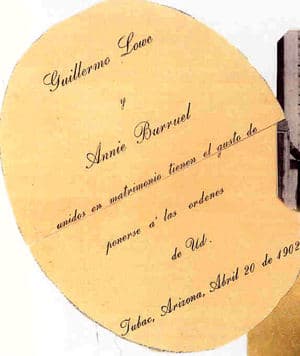 Guillermo Lowe
y
Annie Burruel
unidos en matrimonio tienen el gusto de
ponerse a' las ordenes
de Ud.
Tubac, Arizona, Abril 20 de 1902